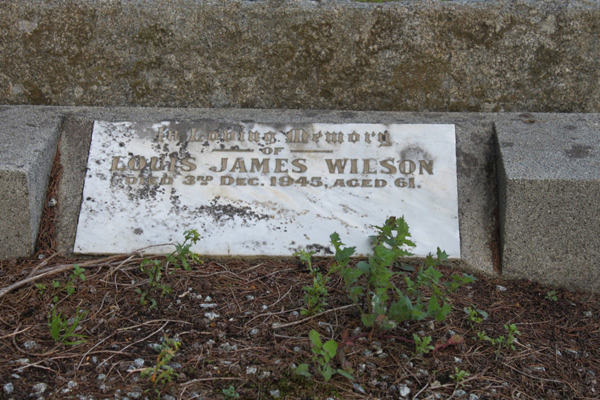 In Loving Memory
OF
LOUIS JAMES WILSON
DIED 3RD DEC. 1945, AGED 61.